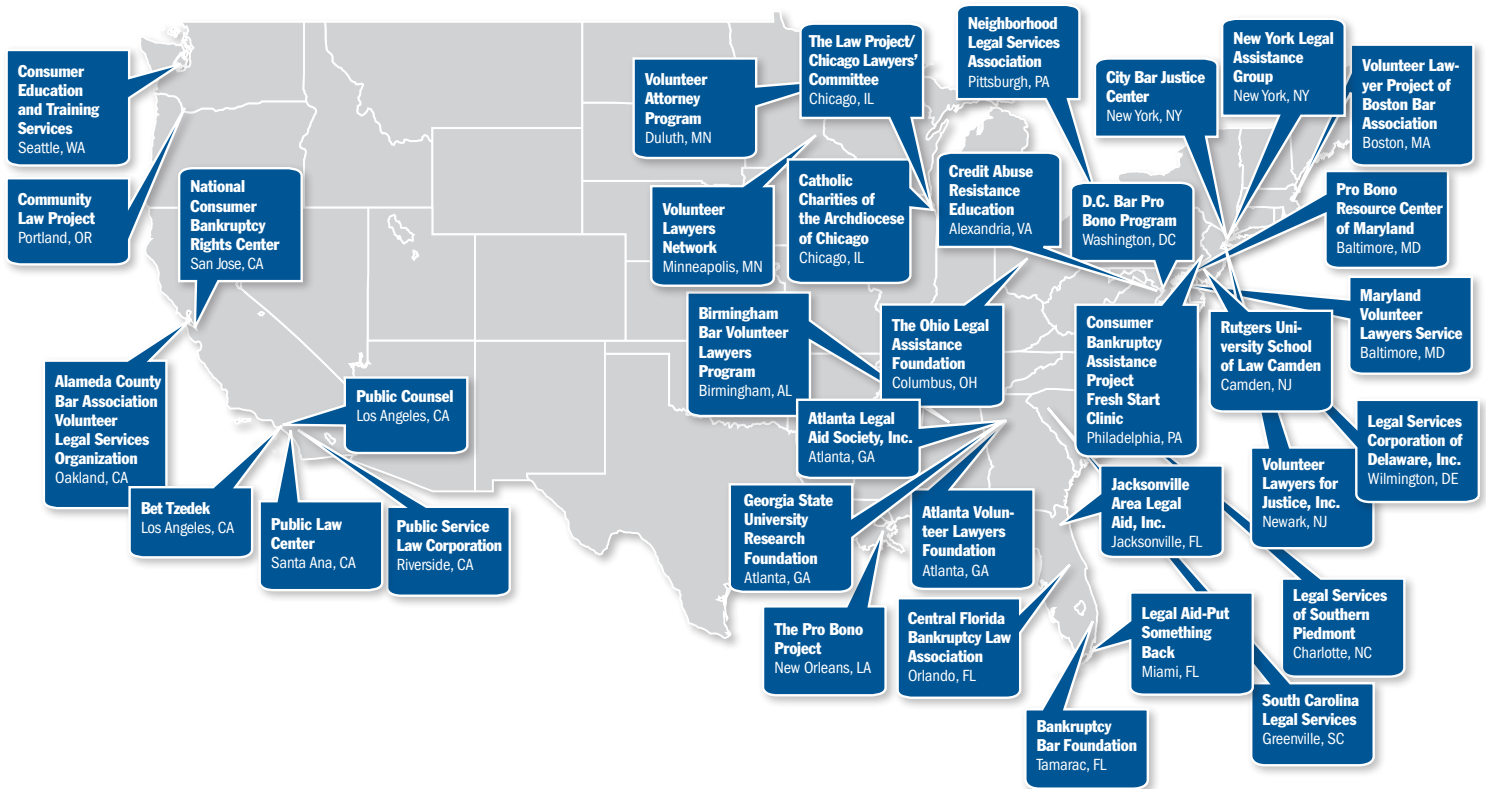 Consumer
Education
and Training
Services
Seattle, WA
Community
Law Project
Portland, OR
National
Consumer
Bankruptcy
Rights Center
San Jose, CA
Alameda County
Bar Association
Volunteer
Legal Services
Organization
Oakland, CA
Bet Tzedek
Los Angeles, CA
Public Counsel
Los Angeles, CA
Public Law
Center
Santa Ana, CA
Public Service
Law Corporation
Riverside, CA
Volunteer
Attorney
Program
Duluth, MN
The Law Project/
Chicago Lawyers'
Committee
Chicago, IL
Volunteer
Lawyers
Network
Minneapolis, MN
Catholic
Charities of
the Archdiocese
of Chicago
Chicago, IL
Neighborhood
Legal Services
Association
Pittsburgh, PA
Credit Abuse
Resistance
Education
Alexandria, VA
D.C. Bar Pro
Bono Program
Washington, DC
City Bar Justice
Center
New York, NY
New York Legal
Assistance
Group
New York, NY
Volunteer Law-
yer Project of
Boston Bar
Association
Boston, MA
Pro Bono
Resource Center
of Maryland
Baltimore, MD
Maryland
Volunteer
Lawyers Service
Baltimore, MD
Birmingham
Bar Volunteer
Lawyers
Program
Birmingham, AL
The Ohio Legal
Assistance
Foundation
Columbus, OH
Consumer
Bankruptcy
Assistance
Project
Fresh Start
Clinic
Philadelphia, PA
Rutgers Uni-
versity School
of Law Camden
Camden, NJ
Atlanta Legal
Aid Society, Inc.
Atlanta, GA
Georgia State
University
Research
Foundation
Atlanta, GA
Atlanta Volun-
teer Lawyers
Foundation
Atlanta, GA
Jacksonville
Area Legal
Aid, Inc.
Jacksonville, FL
Volunteer
Lawyers for
Justice, Inc.
Newark, NJ
Legal Services
Corporation of
Delaware, Inc.
Wilmington, DE
The Pro Bono
Project
New Orleans, LA
Central Florida
Bankruptcy Law
Association
Orlando, FL
Legal Aid-Put
Something
Back
Miami, FL
Legal Services
of Southern
Piedmont
Charlotte, NC
Bankruptcy
Bar Foundation
Tamarac, FL
South Carolina
Legal Services
Greenville, SC